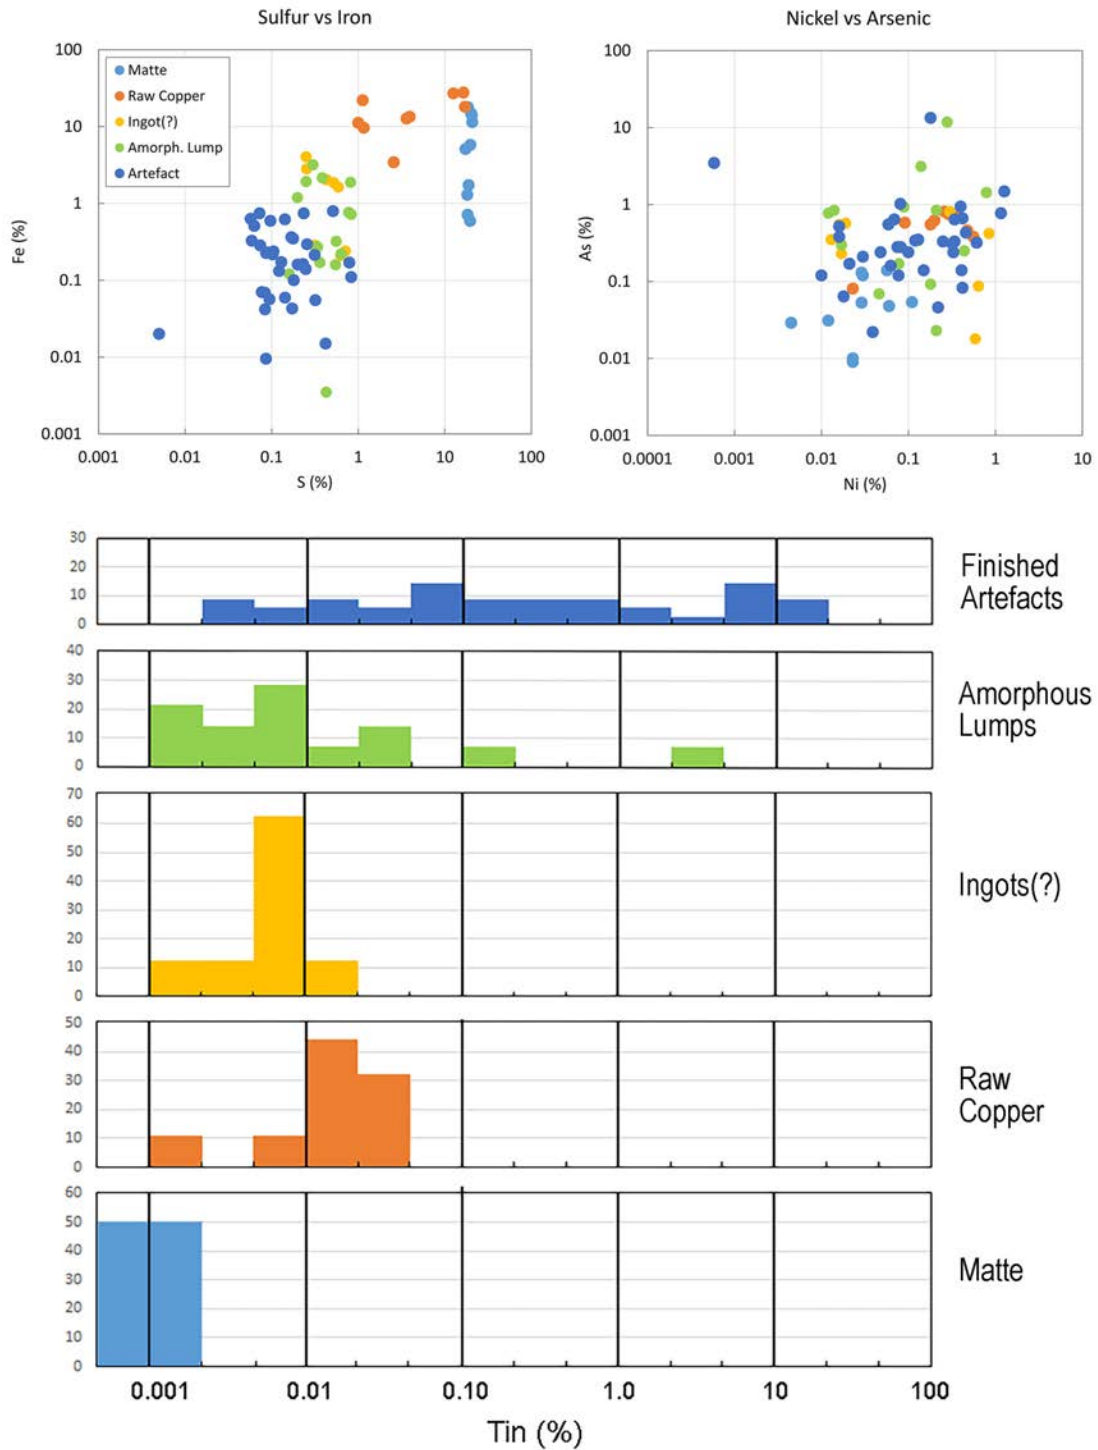 Sulfur vs Iron
100
10
1
0.1
0.01
0.001
Fe (%)
Matte
Raw Copper
Ingot(?)
Amorph. Lump
Artefact
0.001 0.01 0.1 1 10 100
S (%)
Nickel vs Arsenic
100
10
1
0.1
0.01
0.001
As (%)
0.0001 0.001 0.01 0.1 1 10
Ni (%)
30
20
10
0
Finished
Artefacts
40
30
20
10
0
Amorphous
Lumps
70
60
50
40
30
20
10
0
Ingots(?)
50
40
30
20
10
0
Raw
Copper
60
50
40
30
20
10
0
Matte
0.001 0.01 0.10 1.0 10 100
Tin (%)